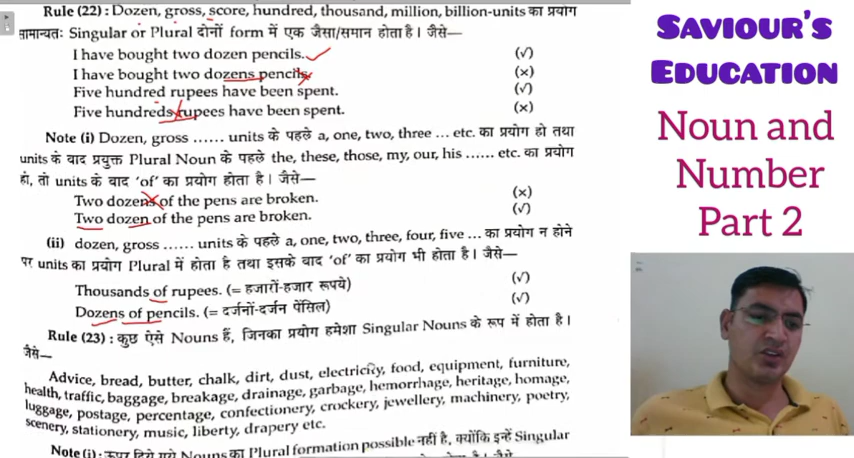 Rule (22) : Dozen, gross, score, hundred, thousand, million, billion-units का प्रयोग
सामान्यतः Singular or Plural दोनों form में एक जैसा/समान होता है। जैसे—
I have bought two dozen pencils. (√)
I have bought two dozens pencils. (×)
Five hundred rupees have been spent. (√)
Five hundreds rupees have been spent. (×)
Note (i) Dozen, gross ...... units के पहले a, one, two, three ... etc. का प्रयोग हो तथा
units के बाद प्रयुक्त Plural Noun के पहले the, these, those, my, our, his ...... etc. का प्रयोग
हो, तो units के बाद ‘of’ का प्रयोग होता है। जैसे—
Two dozens of the pens are broken. (×)
Two dozen of the pens are broken. (√)
(ii) dozen, gross ...... units के पहले a, one, two, three, four, five ... का प्रयोग न होने
पर units का प्रयोग Plural में होता है तथा इसके बाद ‘of’ का प्रयोग भी होता है। जैसे—
Thousands of rupees. (= हजारों-हजार रूपये) (√)
Dozens of pencils. (= दर्जनों-दर्जन पेंसिल) (√)
Rule (23) : कुछ ऐसे Nouns हैं, जिनका प्रयोग हमेशा Singular Nouns के रूप में होता है।
जैसे—
Advice, bread, butter, chalk, dirt, dust, electricity, food, equipment, furniture,
health, traffic, baggage, breakage, drainage, garbage, hemorrhage, heritage, homage,
luggage, postage, percentage, confectionery, crockery, jewellery, machinery, poetry,
scenery, stationery, music, liberty, drapery etc.
Note (i): ऊपर दिये गये Nouns का Plural formation possible नहीं है, क्योंकि इन्हें Singular
SAVIOUR'S
EDUCATION
Noun and
Number
Part 2